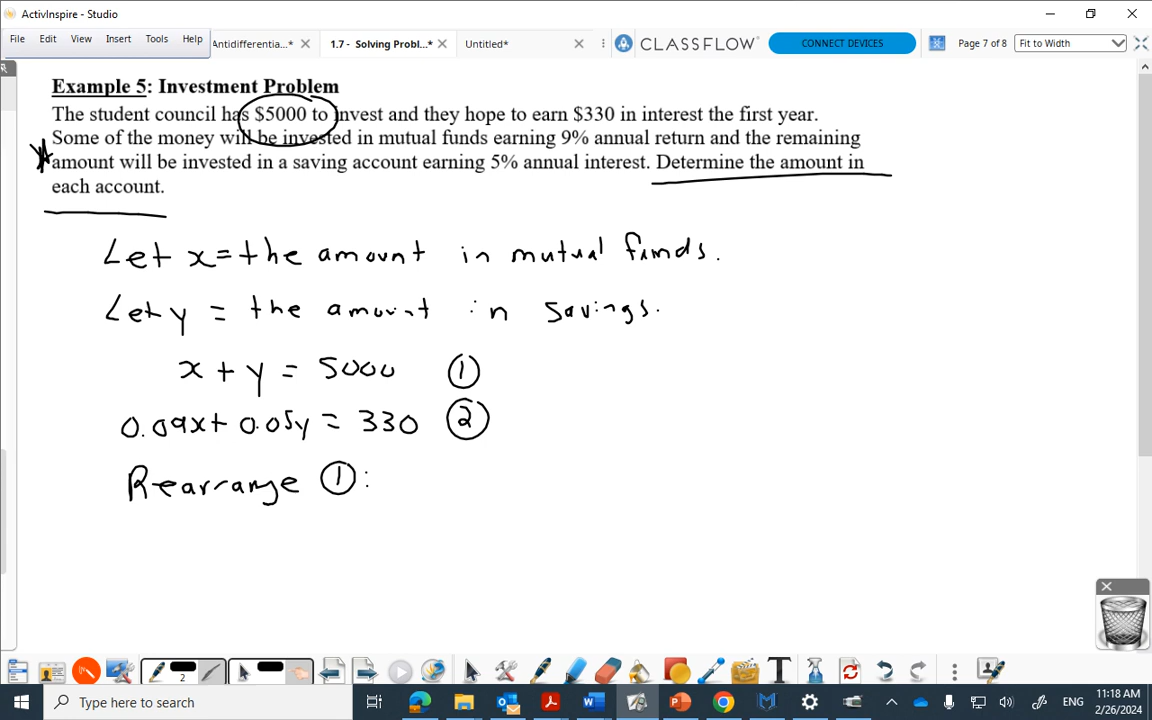 ActivInspire - Studio
File Edit View Insert Tools Help
Antidifferentia...*
1.7 - Solving Probl...*
Untitled*
CLASSFLOW
CONNECT DEVICES
Page 7 of 8
Fit to Width
Example 5: Investment Problem
The student council has $5000 to invest and they hope to earn $330 in interest the first year.
Some of the money will be invested in mutual funds earning 9% annual return and the remaining
amount will be invested in a saving account earning 5% annual interest. Determine the amount in
each account.
Let x = the amount in mutual funds.
Let y = the amount in savings.
x + y = 5000 ①
0.09x + 0.05y = 330 ②
Rearrange ①:
2
Type here to search
ENG
11:18 AM
2/26/2024